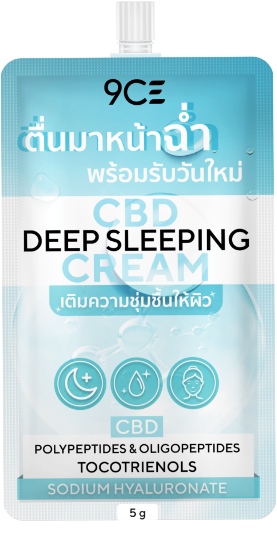 9CE
ตื่นมาหน้าฉ่ำ
พร้อมรับวันใหม่
CBD
DEEP SLEEPING
CREAM
เติมความชุ่มชื้นให้ผิว
CBD
POLYPEPTIDES & OLIGOPEPTIDES
TOCOTRIENOLS
SODIUM HYALURONATE
5 g